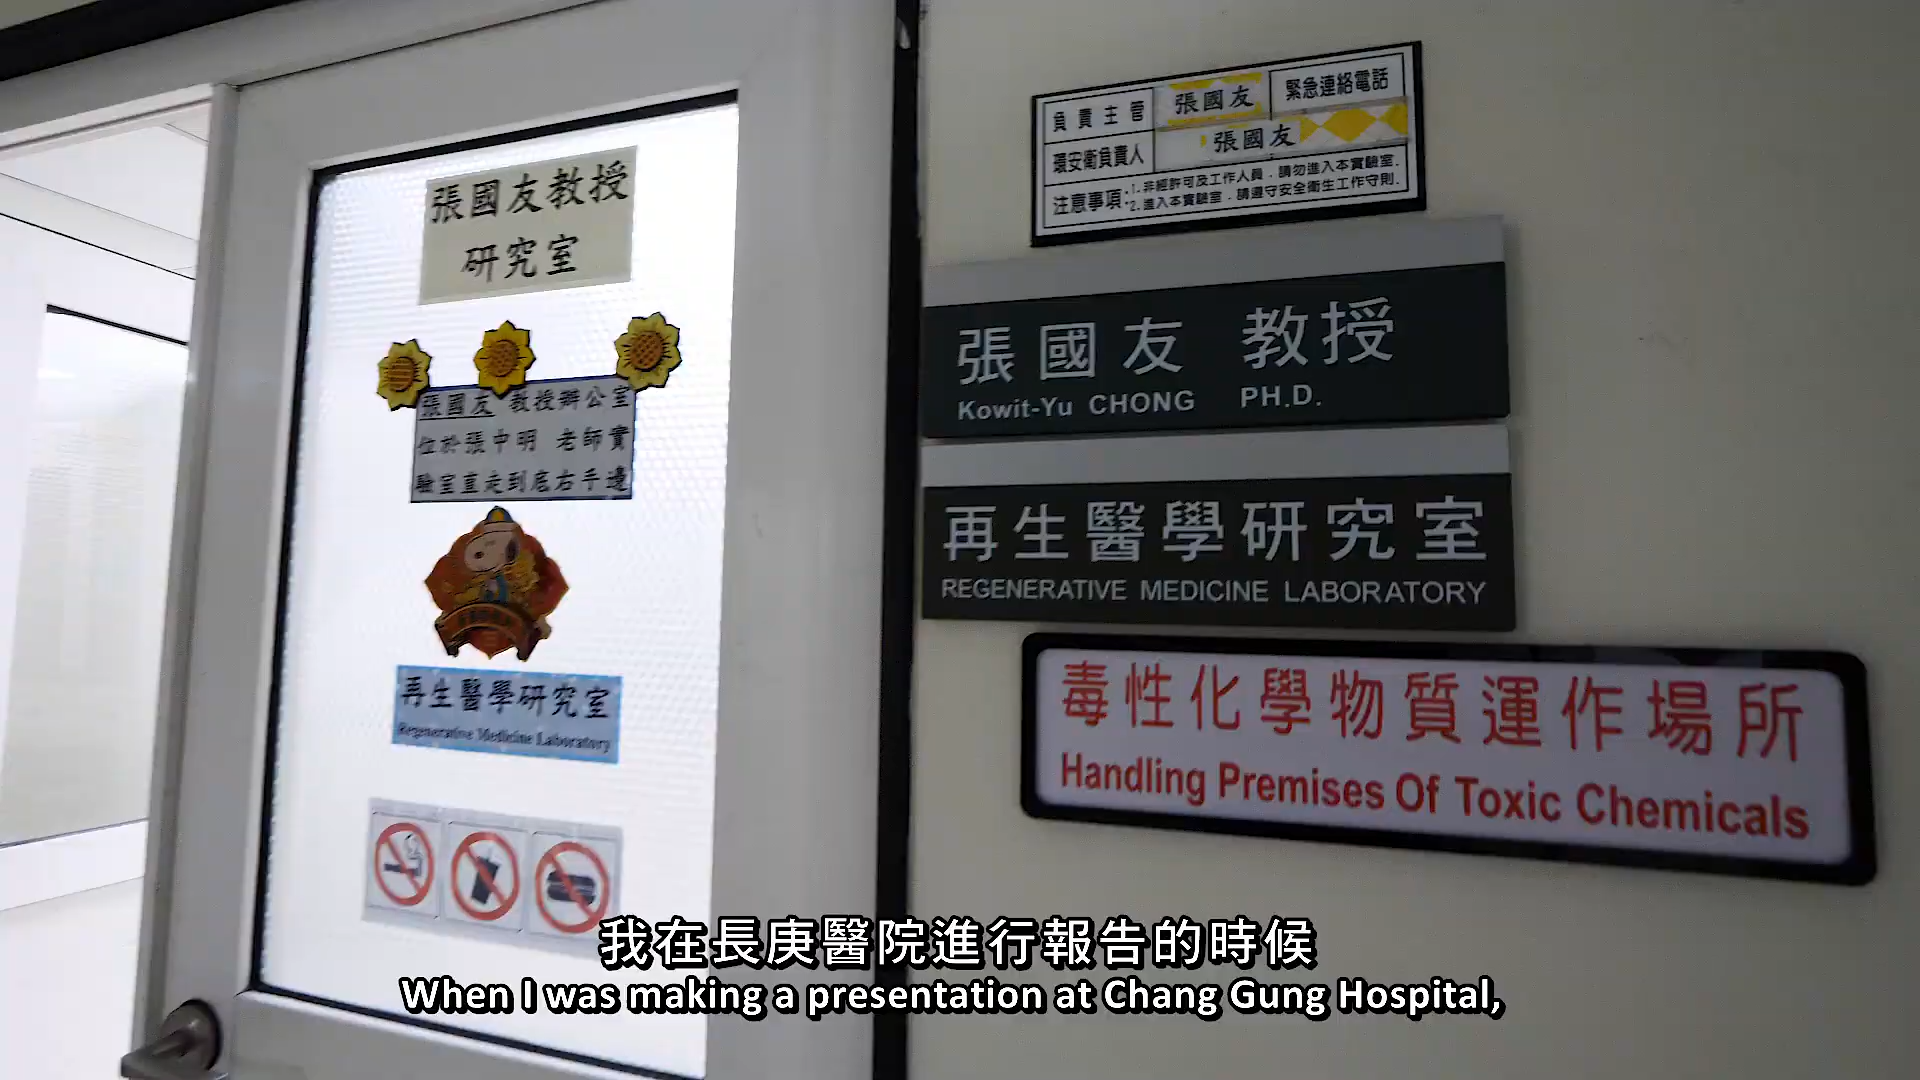 張國友教授
研究室
張國友 教授辦公室
位於張中明 老師實
驗室直走到底右手邊
再生醫學研究室
Regenerative Medicine Laboratory
負責主管 張國友 緊急連絡電話
環安衛負責人 張國友
注意事項:1.非經許可及工作人員,請勿進入本實驗室.
2.進入本實驗室,請遵守安全衛生工作守則.
張國友 教授
Kowit-Yu CHONG PH.D.
再生醫學研究室
REGENERATIVE MEDICINE LABORATORY
毒性化學物質運作場所
Handling Premises Of Toxic Chemicals
我在長庚醫院進行報告的時候
When I was making a presentation at Chang Gung Hospital,